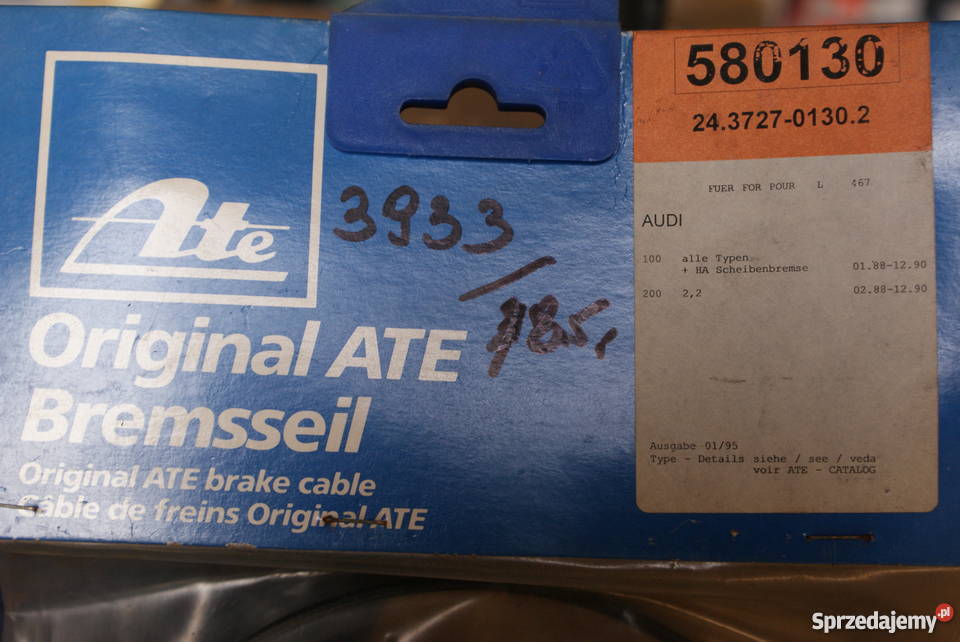 Ate
Original ATE
Bremsseil
Original ATE brake cable
Câble de freins Original ATE
3933
580130
24.3727-0130.2
FUER FOR POUR L 467
AUDI
100 alle Typen
+ HA Scheibenbremse 01.88-12.90
200 2,2 02.88-12.90
Ausgabe 01/95
Type - Details siehe / see / veda
voir ATE - CATALOG
Sprzedajemy.pl